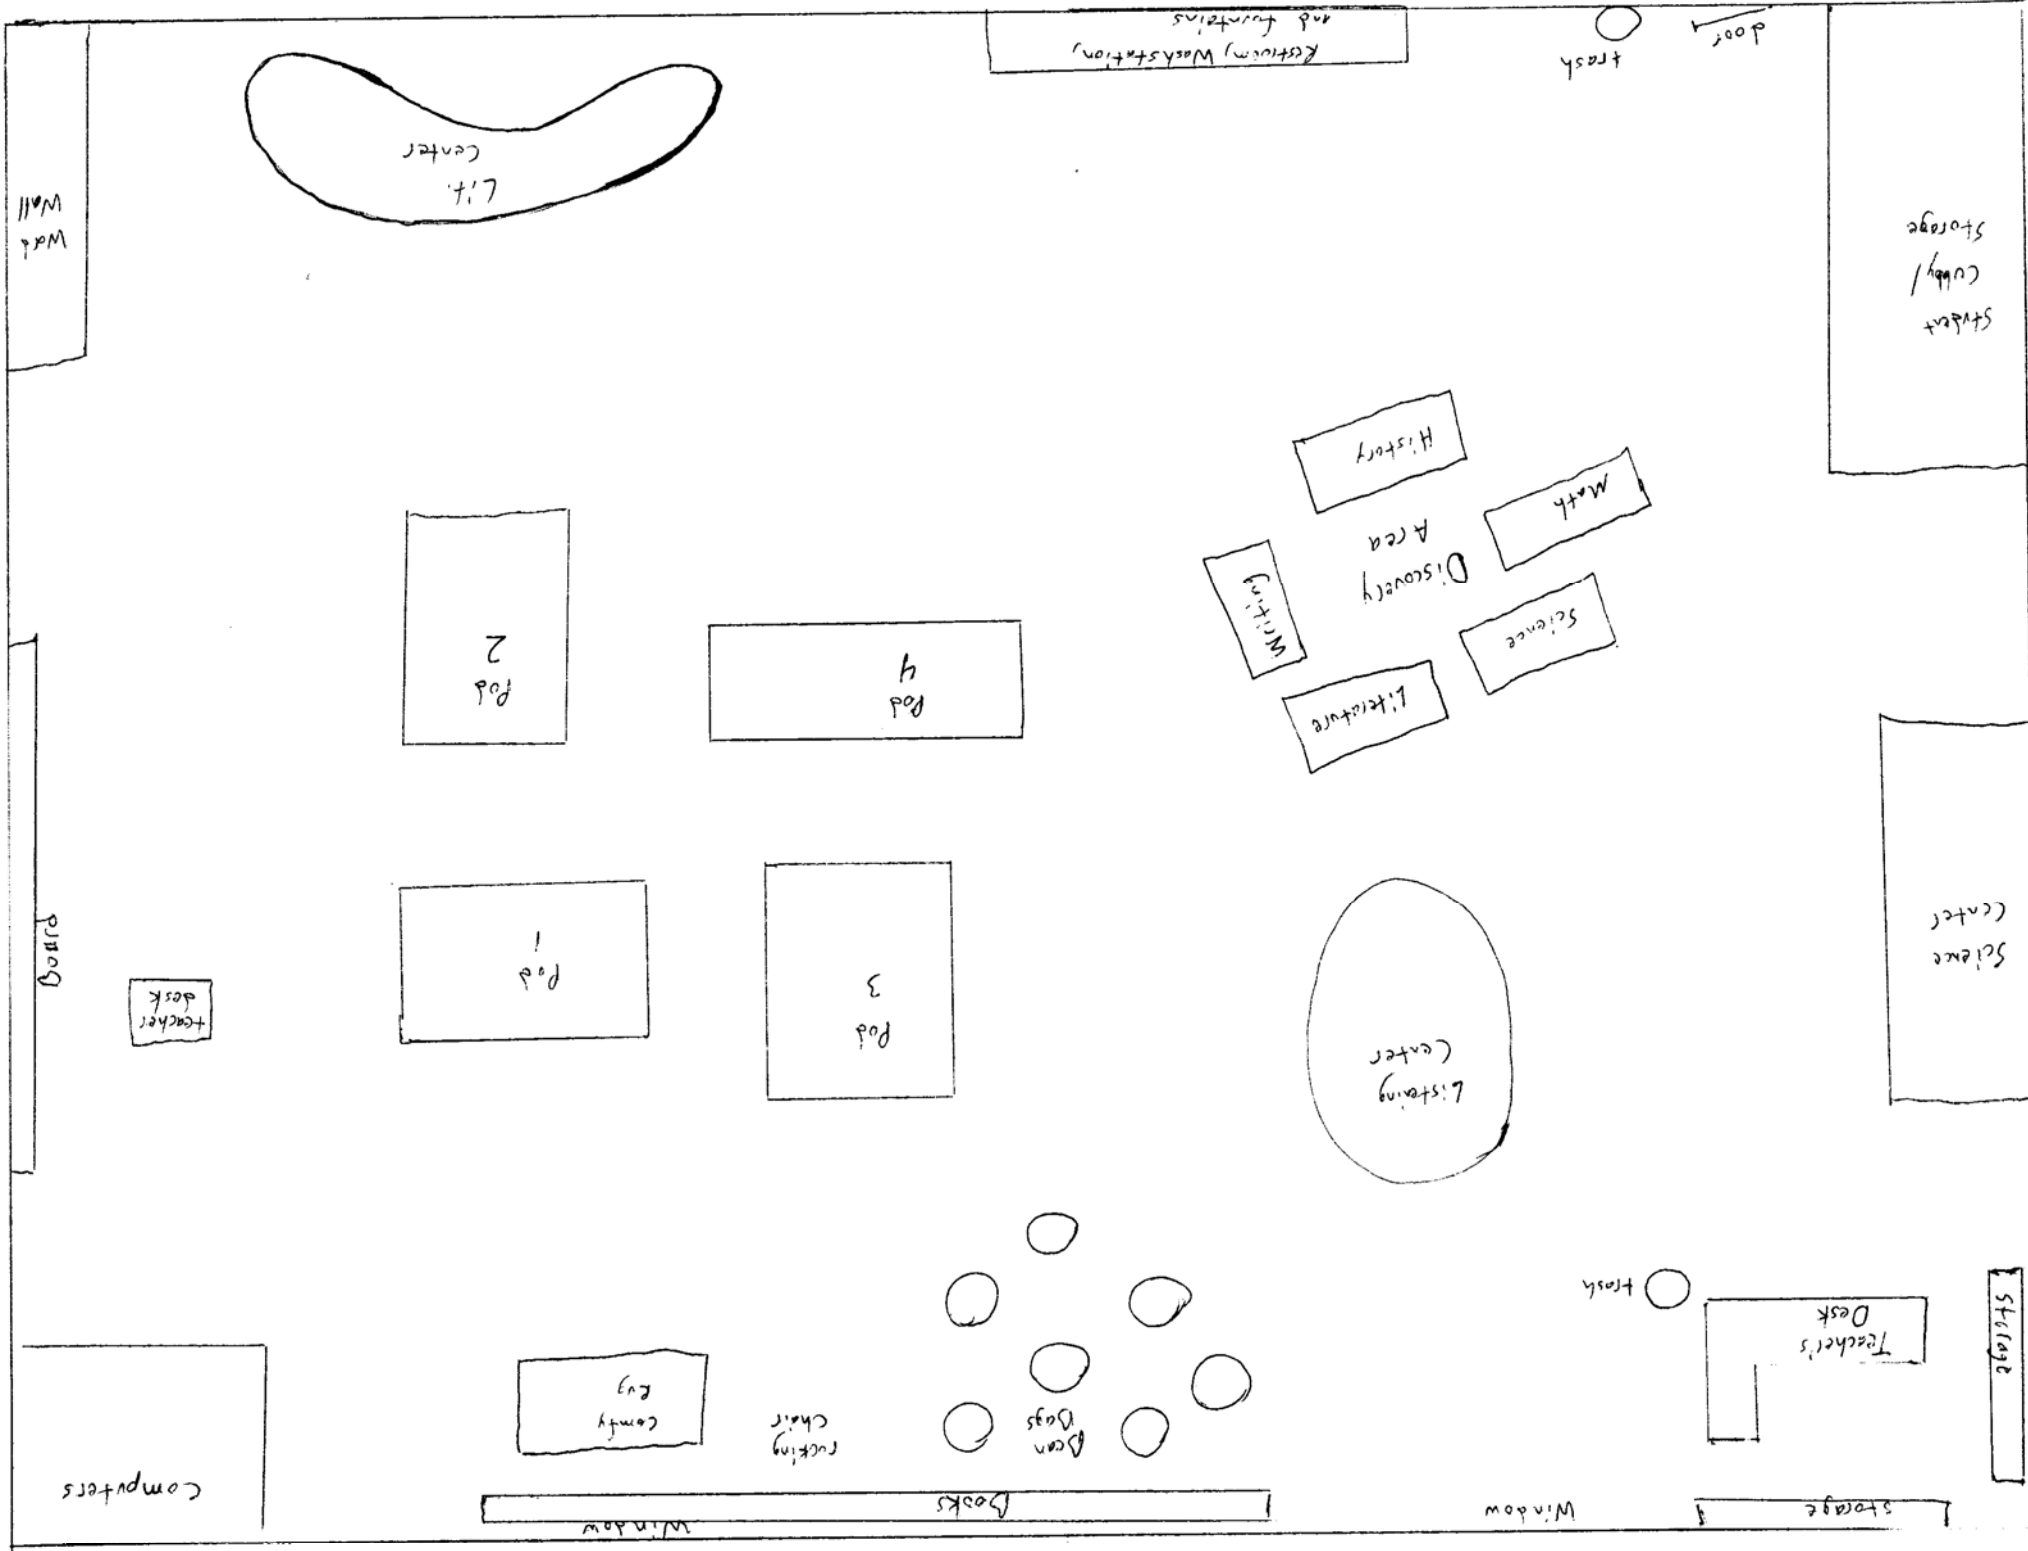 Storage
Window
Window
Books
Computers
Storage
Teacher's
Desk
trash
Bean
Bags
rocking
Chair
Comfy
Rug
Listening
Center
Science
Center
Pod
3
Pod
1
teacher
desk
Board
Literature
Science
Writing
Discovery
Area
Math
History
Pod
4
Pod
2
Student
Cubby/
Storage
Word
Wall
Lit.
Center
trash
door
Restroom, Washstation,
and fountains